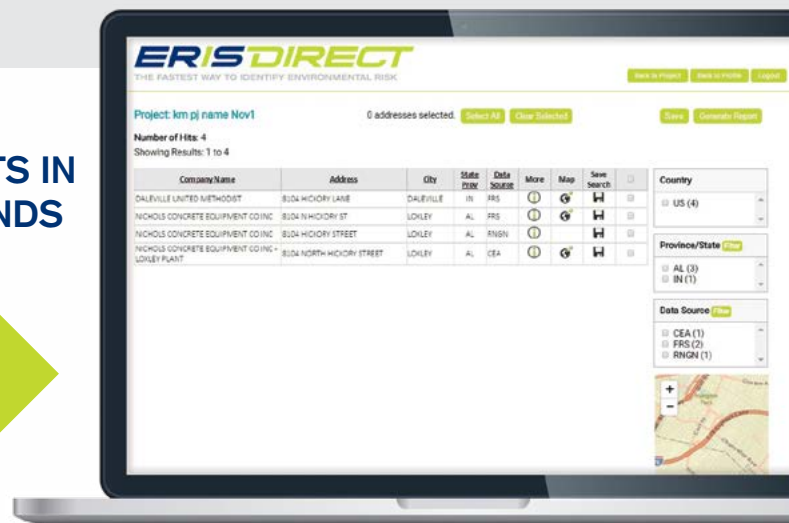 TS IN
NDS
ERISDIRECT
THE FASTEST WAY TO IDENTIFY ENVIRONMENTAL RISK
Back to Project Back to Profile Logout
Project: km pj name Nov1 0 addresses selected. Select All Clear Selected Save Generate Report
Number of Hits: 4
Showing Results: 1 to 4
Company Name Address City State Prov Data Source More Map Save Search
DALEVILLE UNITED METHODIST 8104 HICKORY LANE DALEVILLE IN FRS
NICHOLS CONCRETE EQUIPMENT CO INC 8104 N HICKORY ST LOXLEY AL FRS
NICHOLS CONCRETE EQUIPMENT CO INC 8104 HICKORY STREET LOXLEY AL RNGN
NICHOLS CONCRETE EQUIPMENT CO INC - LOXLEY PLANT 8104 NORTH HICKORY STREET LOXLEY AL CEA
Country
US (4)
Province/State Filter
AL (3)
IN (1)
Data Source Filter
CEA (1)
FRS (2)
RNGN (1)
+
-